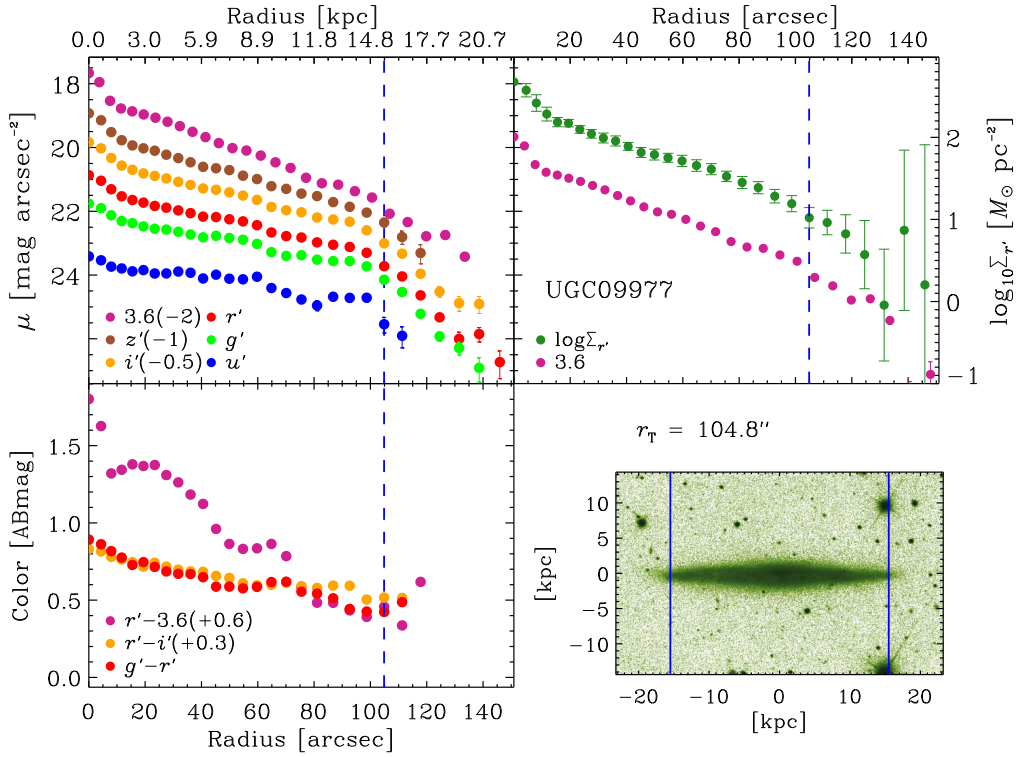 Radius [kpc]
0.0 3.0 5.9 8.9 11.8 14.8 17.7 20.7
Radius [arcsec]
20 40 60 80 100 120 140
μ [mag arcsec⁻²]
18
20
22
24
3.6(−2)
z′(−1)
i′(−0.5)
r′
g′
u′
UGC09977
logΣr′
3.6
2
1
0
−1
log₁₀Σr′ [M⊙ pc⁻²]
Color [ABmag]
1.5
1.0
0.5
0.0
r′−3.6(+0.6)
r′−i′(+0.3)
g′−r′
0 20 40 60 80 100 120 140
Radius [arcsec]
rT = 104.8″
[kpc]
10
5
0
−5
−10
−20 −10 0 10 20
[kpc]